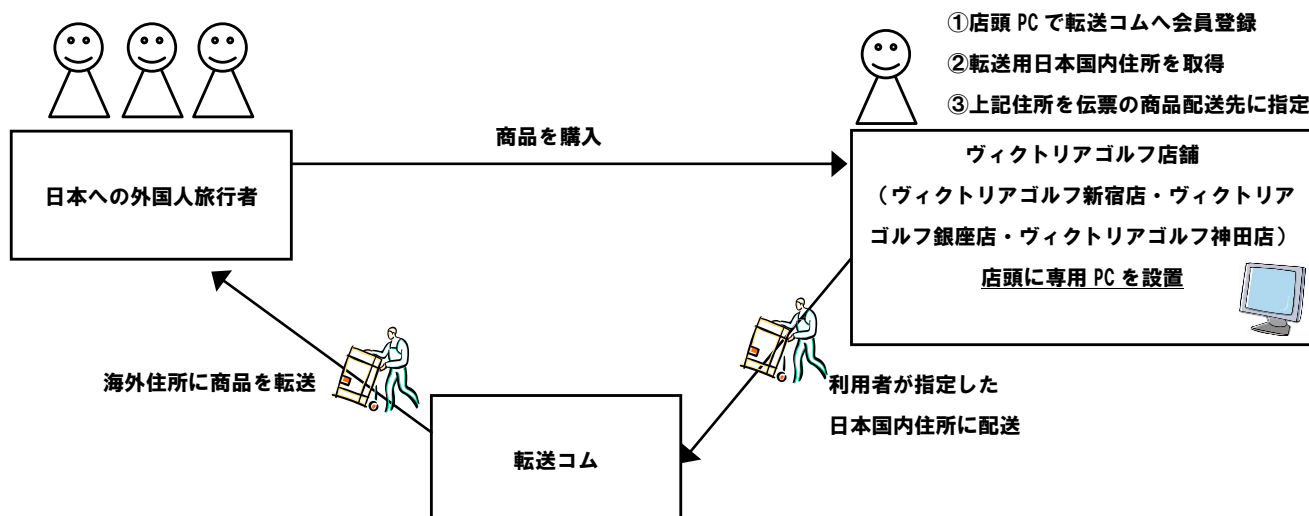 ①店頭 PC で転送コムへ会員登録
②転送用日本国内住所を取得
③上記住所を伝票の商品配送先に指定
商品を購入
日本への外国人旅行者
ヴィクトリアゴルフ店舗
（ヴィクトリアゴルフ新宿店・ヴィクトリア
ゴルフ銀座店・ヴィクトリアゴルフ神田店）
店頭に専用 PC を設置
海外住所に商品を転送
利用者が指定した
日本国内住所に配送
転送コム